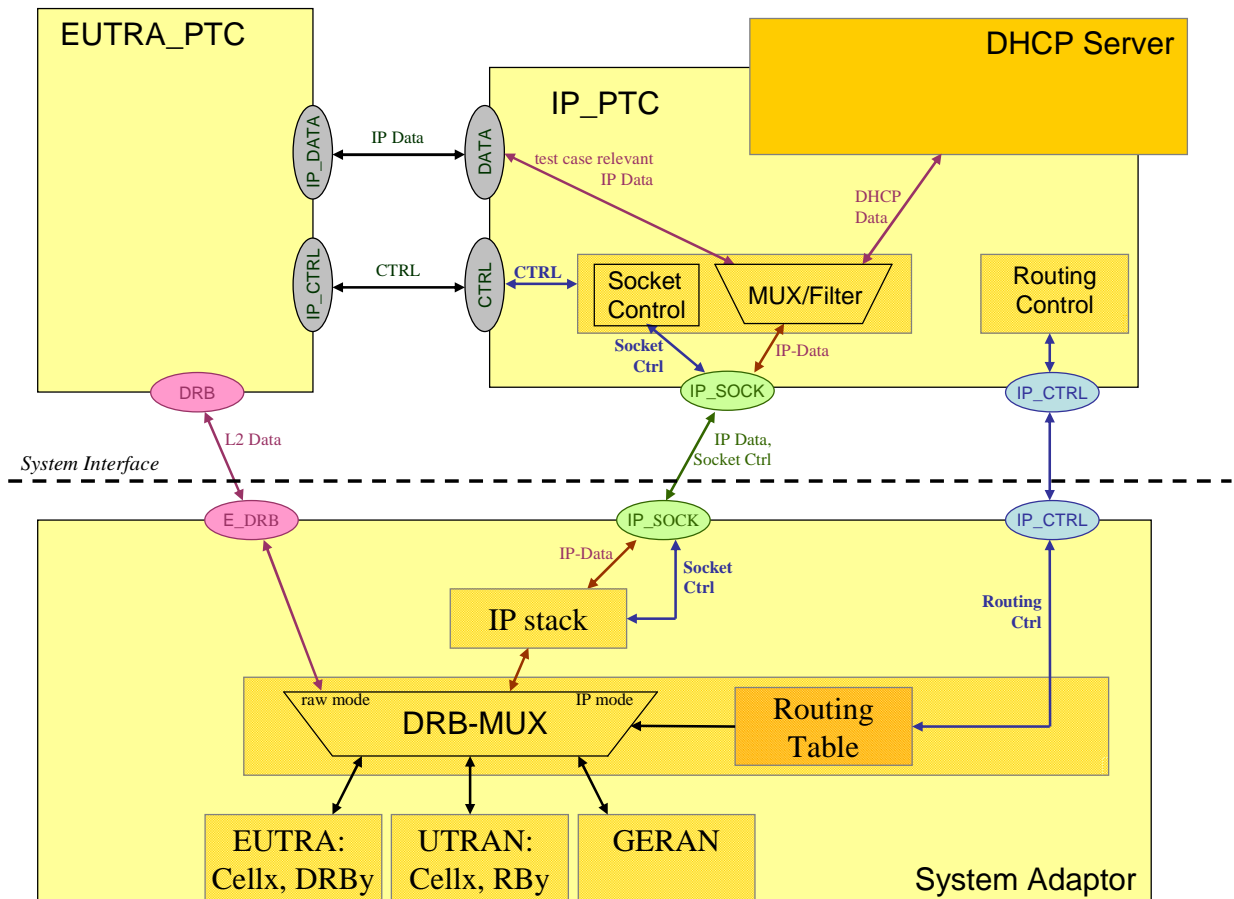 EUTRA_PTC
DHCP Server
IP_PTC
IP_DATA
IP Data
DATA
test case relevant
IP Data
DHCP
Data
IP_CTRL
CTRL
CTRL
CTRL
Socket
Control
MUX/Filter
Routing
Control
Socket
Ctrl
IP-Data
DRB
IP_SOCK
IP_CTRL
L2 Data
IP Data,
Socket Ctrl
System Interface
E_DRB
IP_SOCK
IP_CTRL
IP-Data
Socket
Ctrl
IP stack
Routing
Ctrl
raw mode
IP mode
DRB-MUX
Routing
Table
EUTRA:
Cellx, DRBy
UTRAN:
Cellx, RBy
GERAN
System Adaptor